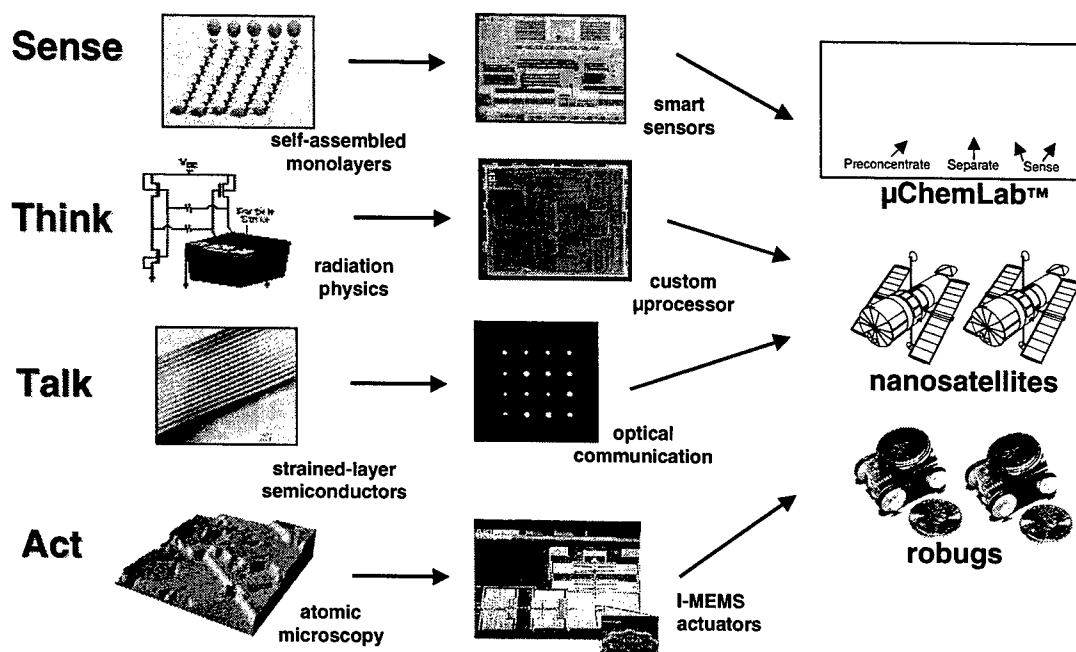 Sense
self-assembled
monolayers
smart
sensors
Preconcentrate
Separate
Sense
µChemLab™
Think
radiation
physics
custom
µprocessor
nanosatellites
Talk
strained-layer
semiconductors
optical
communication
Act
atomic
microscopy
I-MEMS
actuators
robugs